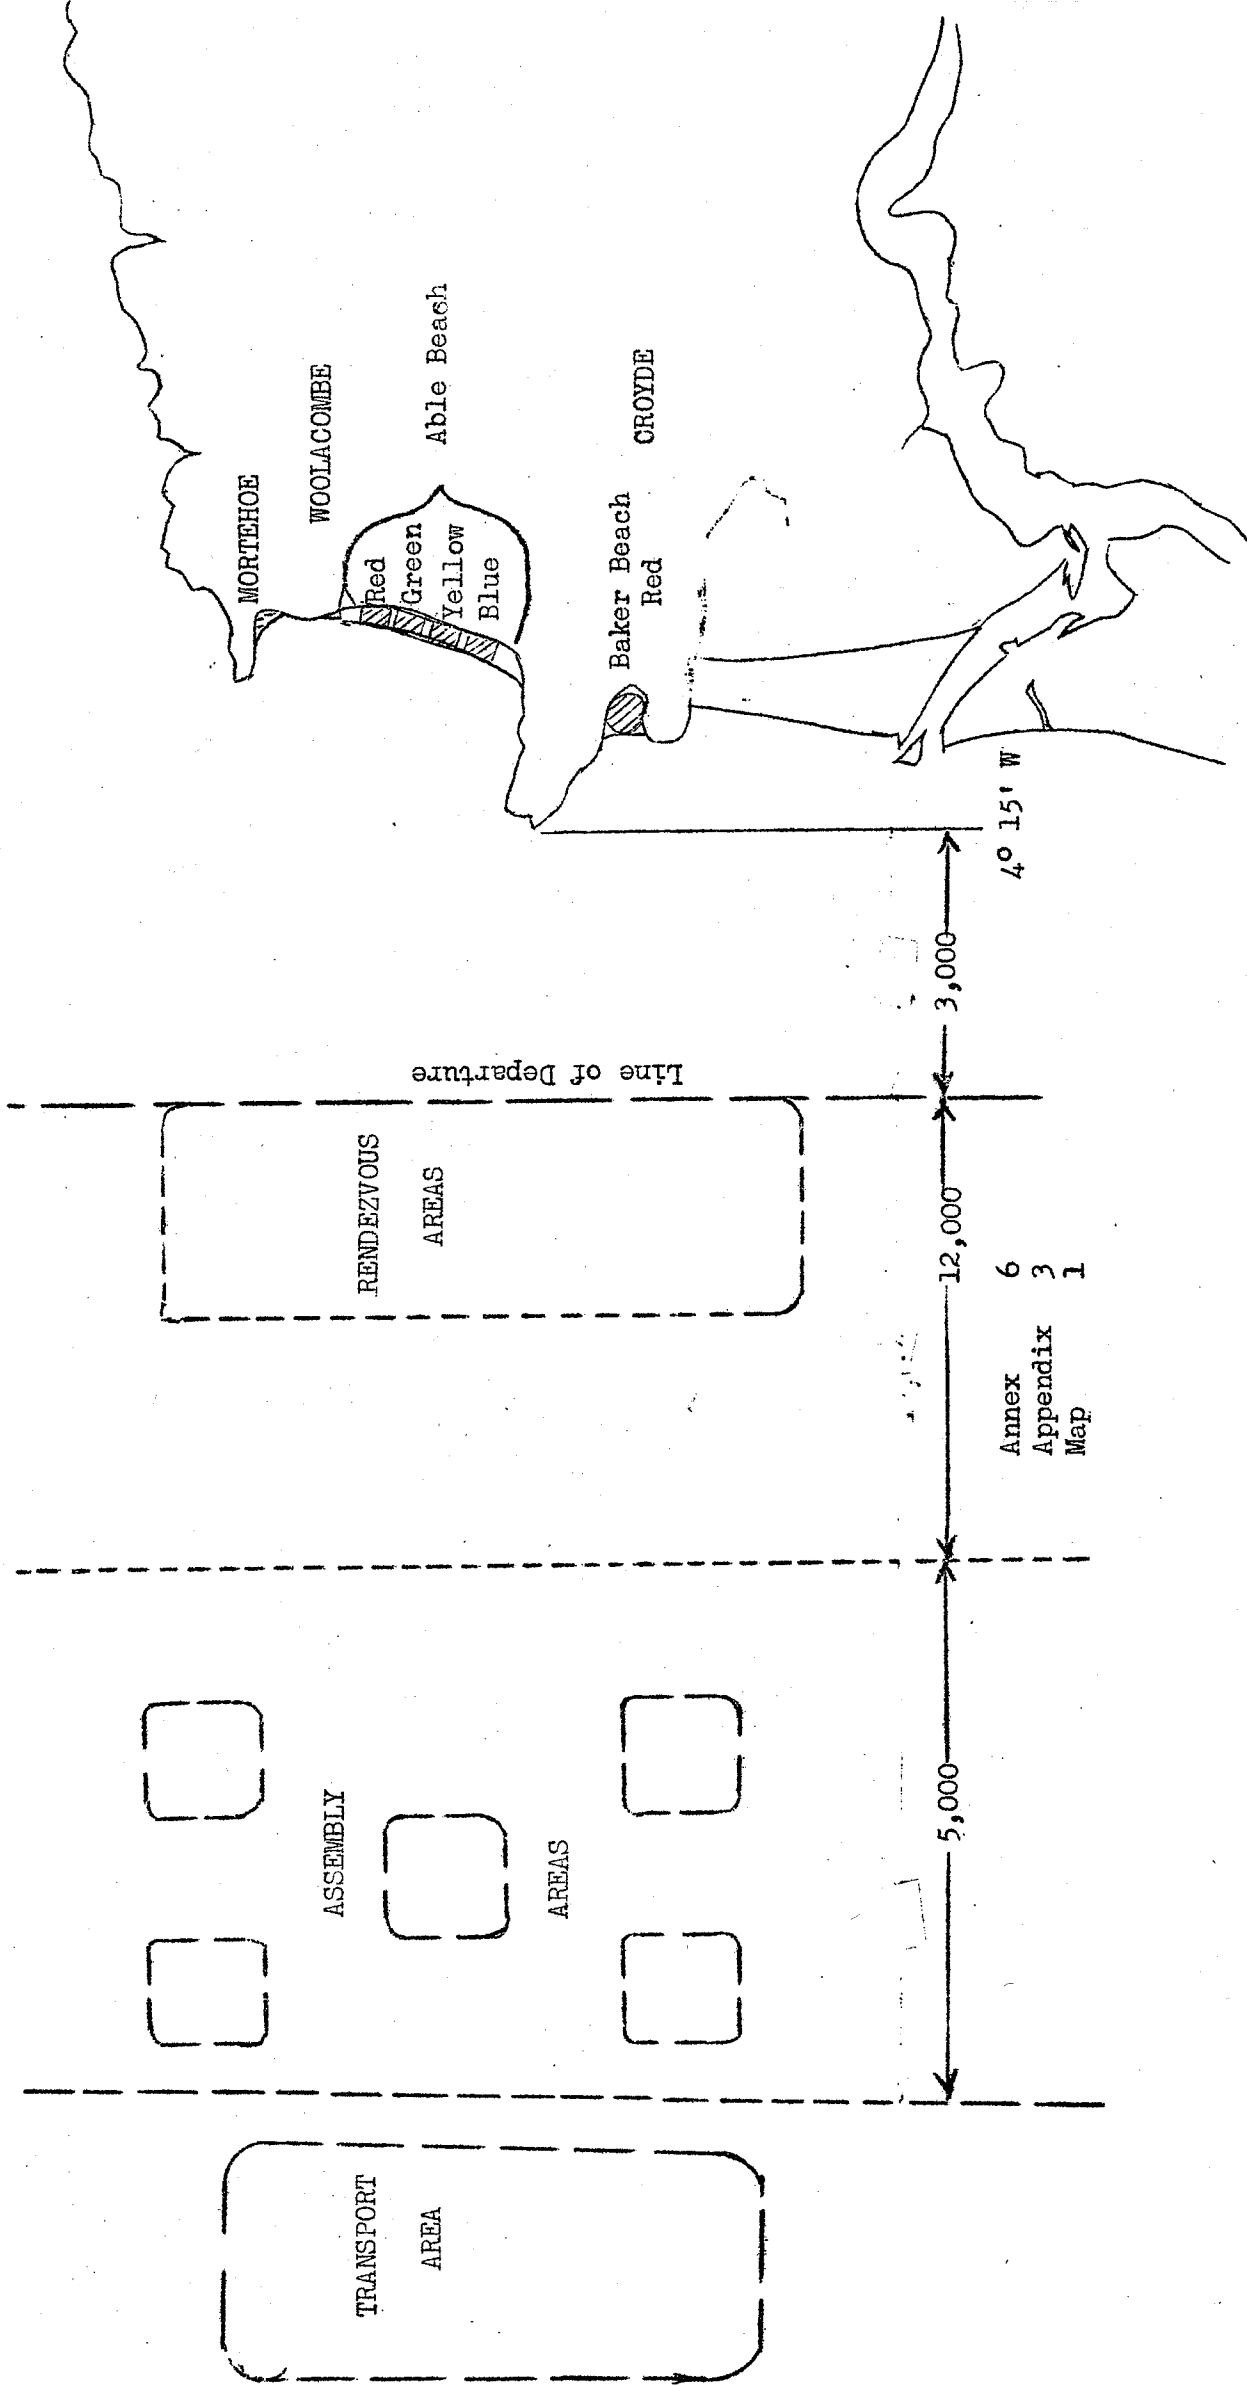 MORTEHOE
WOOLACOMBE
Red
Green
Yellow
Blue
Able Beach
Baker Beach
Red
CROYDE
Line of Departure
RENDEZVOUS
AREAS
ASSEMBLY
AREAS
TRANSPORT
AREA
5,000
12,000
3,000
4° 15' W
Annex 6
Appendix 3
Map 1